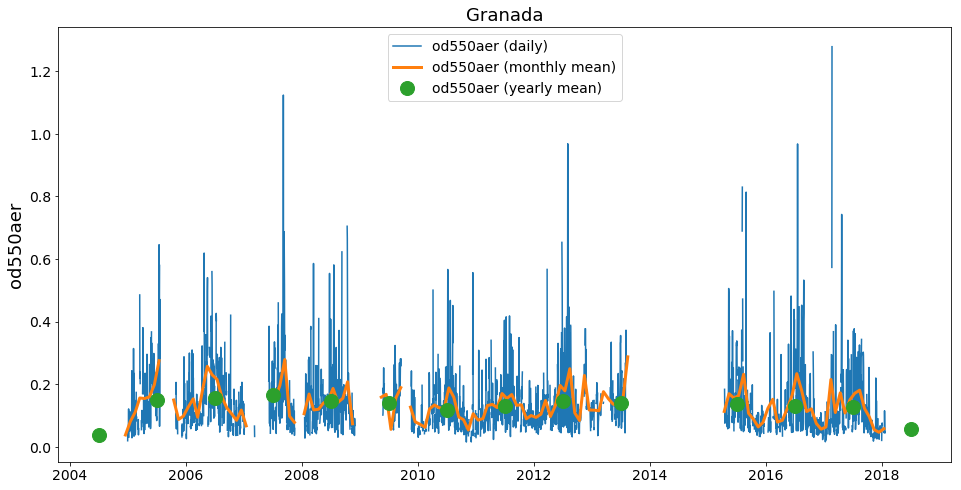 Granada
od550aer (daily)
od550aer (monthly mean)
od550aer (yearly mean)
od550aer
1.2
1.0
0.8
0.6
0.4
0.2
0.0
2004 2006 2008 2010 2012 2014 2016 2018